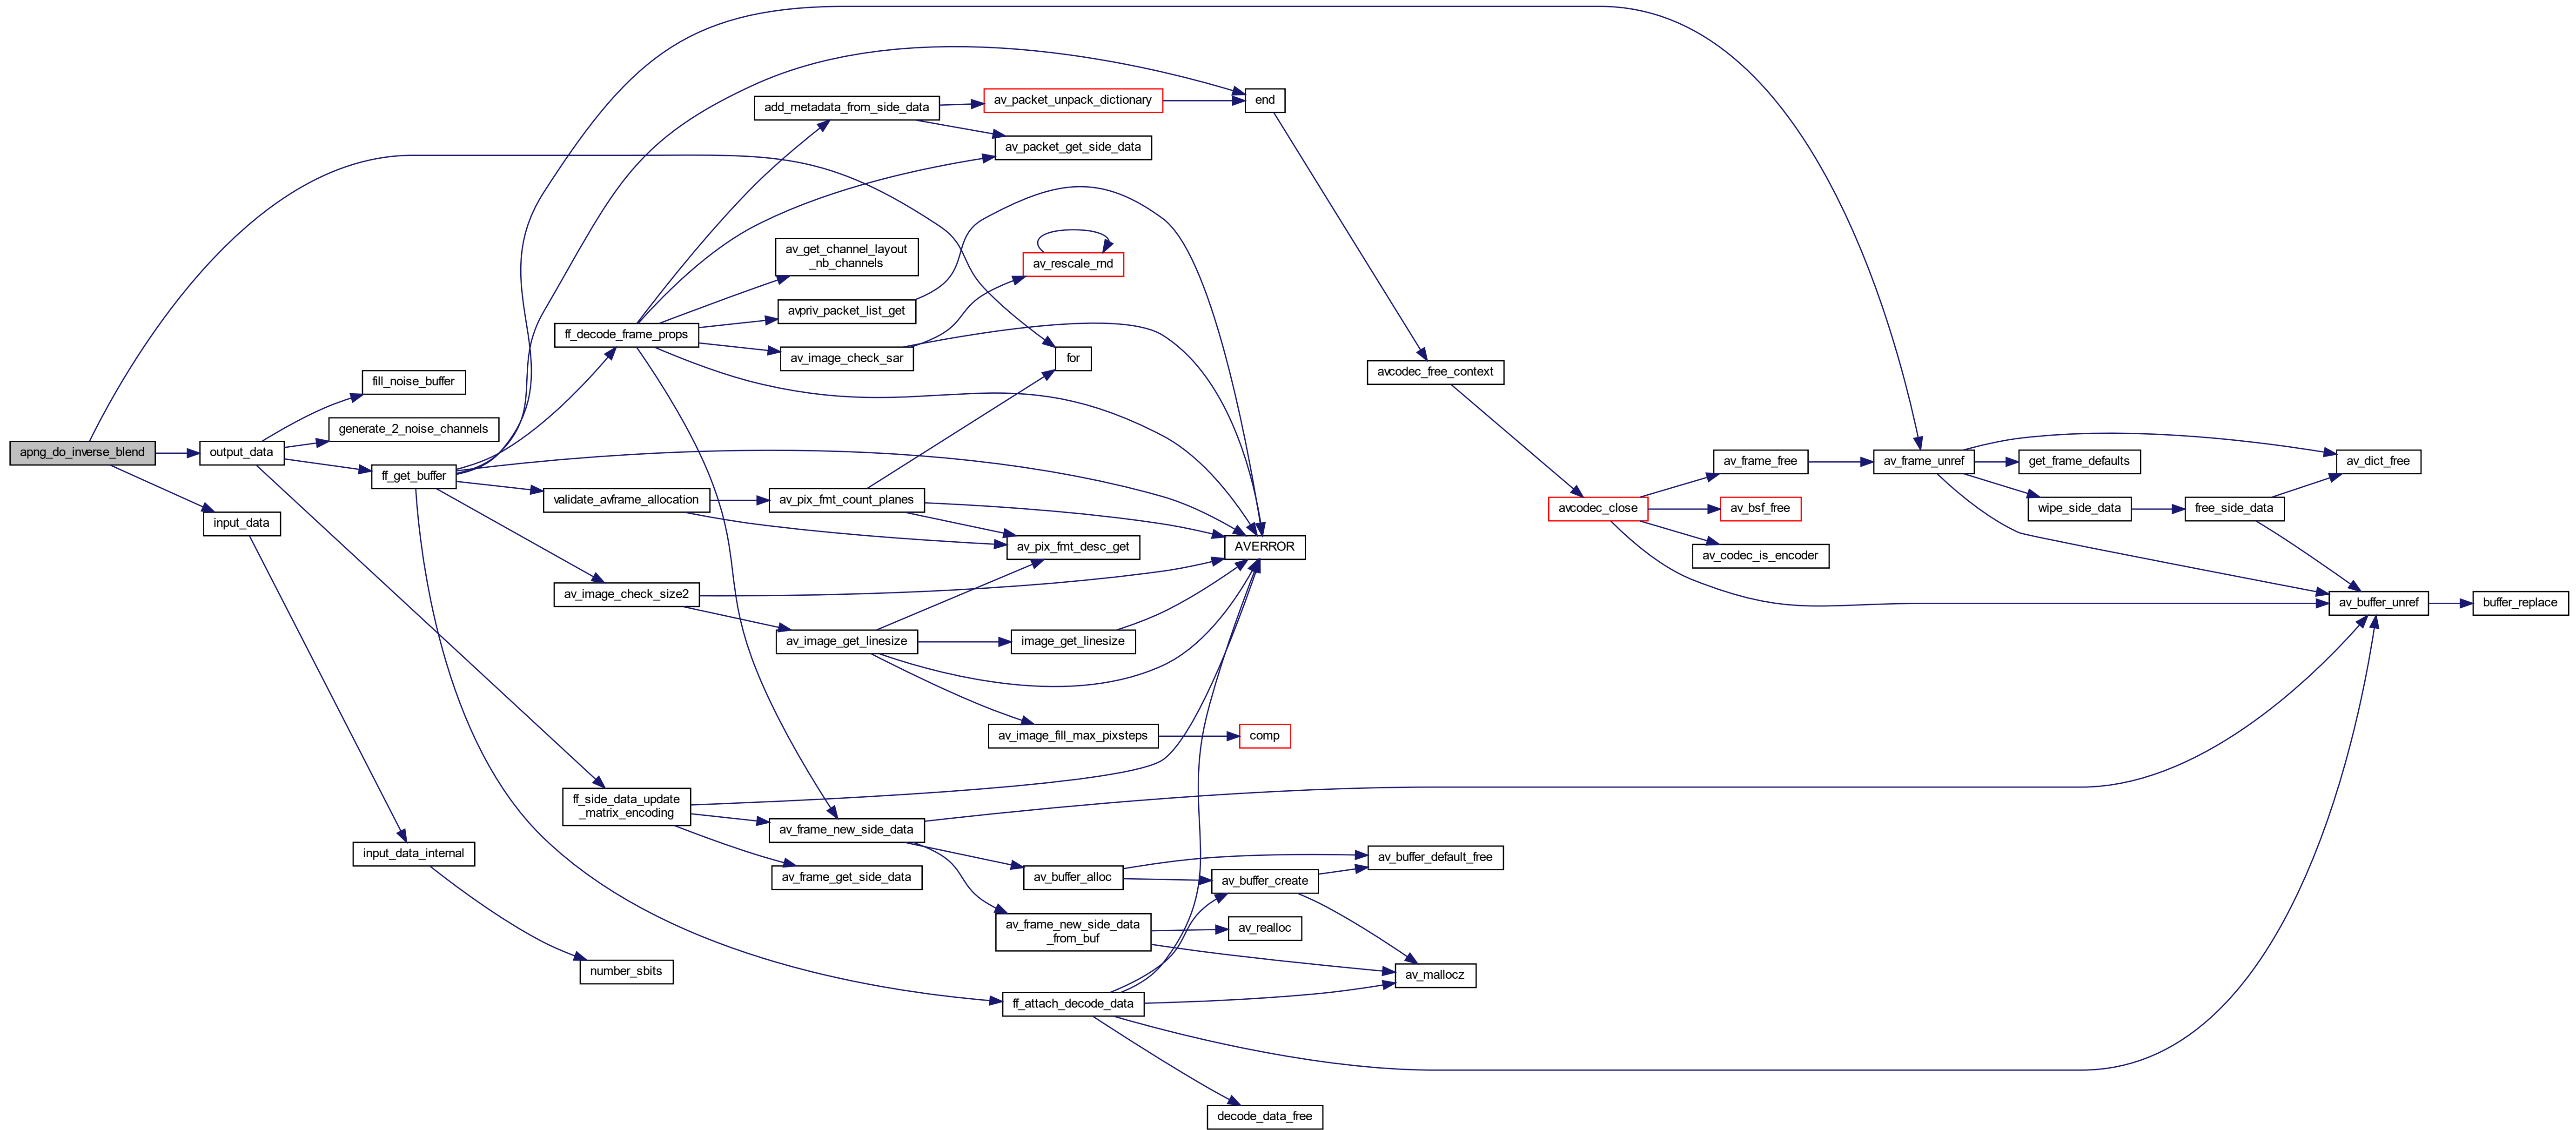 add_metadata_from_side_data
av_packet_unpack_dictionary
end
av_packet_get_side_data
av_get_channel_layout
_nb_channels
av_rescale_rnd
avpriv_packet_list_get
ff_decode_frame_props
av_image_check_sar
for
avcodec_free_context
fill_noise_buffer
generate_2_noise_channels
apng_do_inverse_blend
output_data
ff_get_buffer
av_frame_free
av_frame_unref
get_frame_defaults
av_dict_free
validate_avframe_allocation
av_pix_fmt_count_planes
avcodec_close
av_bsf_free
wipe_side_data
free_side_data
input_data
av_pix_fmt_desc_get
AVERROR
av_codec_is_encoder
av_image_check_size2
av_buffer_unref
buffer_replace
av_image_get_linesize
image_get_linesize
av_image_fill_max_pixsteps
comp
ff_side_data_update
_matrix_encoding
av_frame_new_side_data
input_data_internal
av_buffer_default_free
av_frame_get_side_data
av_buffer_alloc
av_buffer_create
av_frame_new_side_data
_from_buf
av_realloc
number_sbits
av_mallocz
ff_attach_decode_data
decode_data_free